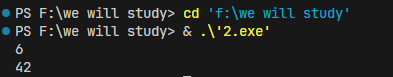 PS F:\we will study> cd 'f:\we will study'
PS F:\we will study> & .\'2.exe'
6
42